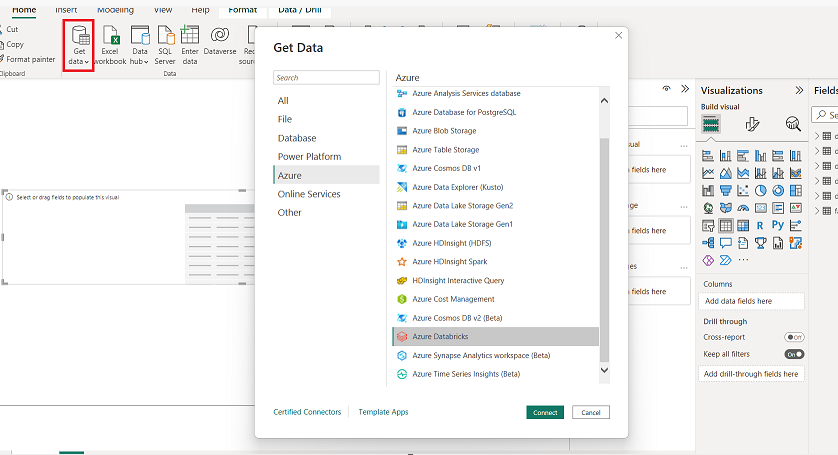 Home Insert Modeling View Help Format Data / Drill
Cut
Copy
Format painter
Clipboard
Get data
Excel workbook
Data hub
SQL Server
Enter data
Dataverse
Data
Get Data
Search
All
File
Database
Power Platform
Azure
Online Services
Other
Azure
Azure Analysis Services database
Azure Database for PostgreSQL
Azure Blob Storage
Azure Table Storage
Azure Cosmos DB v1
Azure Data Explorer (Kusto)
Azure Data Lake Storage Gen2
Azure Data Lake Storage Gen1
Azure HDInsight (HDFS)
Azure HDInsight Spark
HDInsight Interactive Query
Azure Cost Management
Azure Cosmos DB v2 (Beta)
Azure Databricks
Azure Synapse Analytics workspace (Beta)
Azure Time Series Insights (Beta)
Certified Connectors Template Apps Connect Cancel
Select or drag fields to populate this visual
fields here
fields here
fields here
Visualizations
Build visual
R Py
Columns
Add data fields here
Drill through
Cross-report Off
Keep all filters On
Add drill-through fields here
Fields